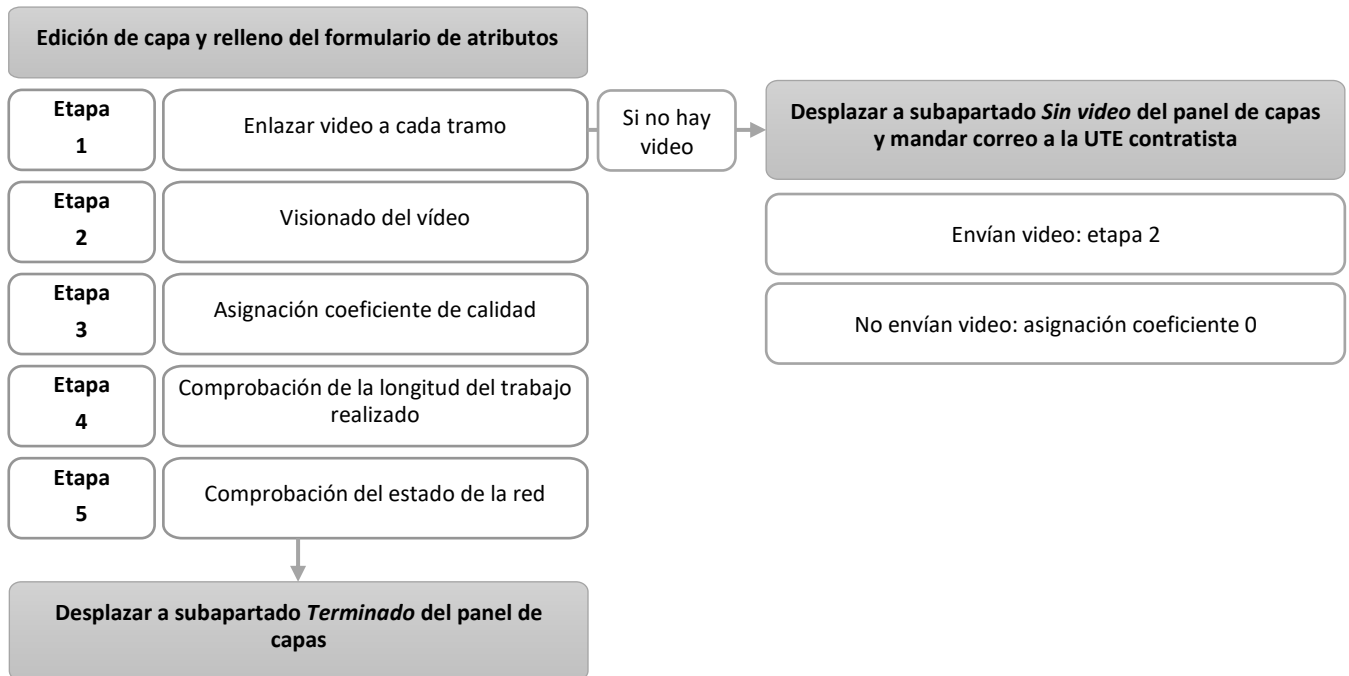 Edición de capa y relleno del formulario de atributos
Etapa
1
Enlazar video a cada tramo
Si no hay
video
Desplazar a subapartado Sin video del panel de capas
y mandar correo a la UTE contratista
Etapa
2
Visionado del vídeo
Envían video: etapa 2
Etapa
3
Asignación coeficiente de calidad
No envían video: asignación coeficiente 0
Etapa
4
Comprobación de la longitud del trabajo
realizado
Etapa
5
Comprobación del estado de la red
Desplazar a subapartado Terminado del panel de
capas